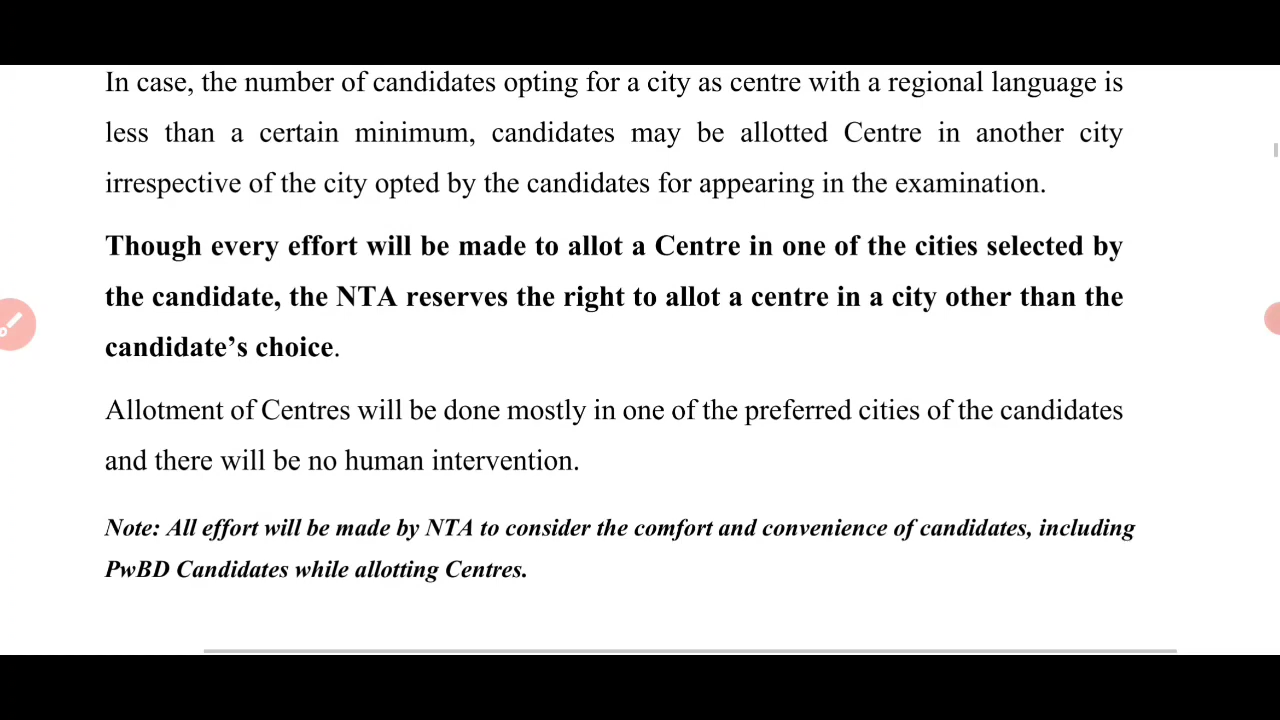 In case, the number of candidates opting for a city as centre with a regional language is
less than a certain minimum, candidates may be allotted Centre in another city
irrespective of the city opted by the candidates for appearing in the examination.
Though every effort will be made to allot a Centre in one of the cities selected by
the candidate, the NTA reserves the right to allot a centre in a city other than the
candidate’s choice.
Allotment of Centres will be done mostly in one of the preferred cities of the candidates
and there will be no human intervention.
Note: All effort will be made by NTA to consider the comfort and convenience of candidates, including
PwBD Candidates while allotting Centres.